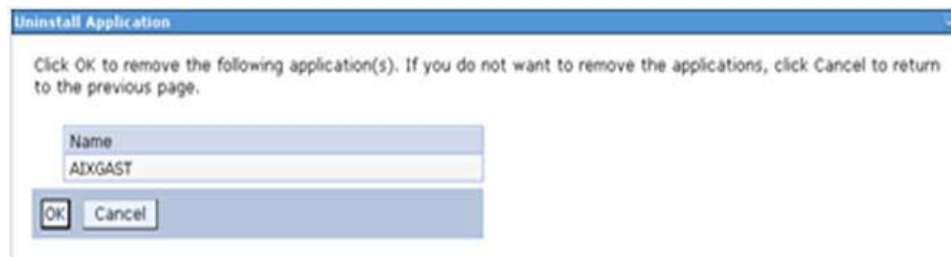 Uninstall Application
Click OK to remove the following application(s). If you do not want to remove the applications, click Cancel to return
to the previous page.
Name
AIXGAST
OK Cancel